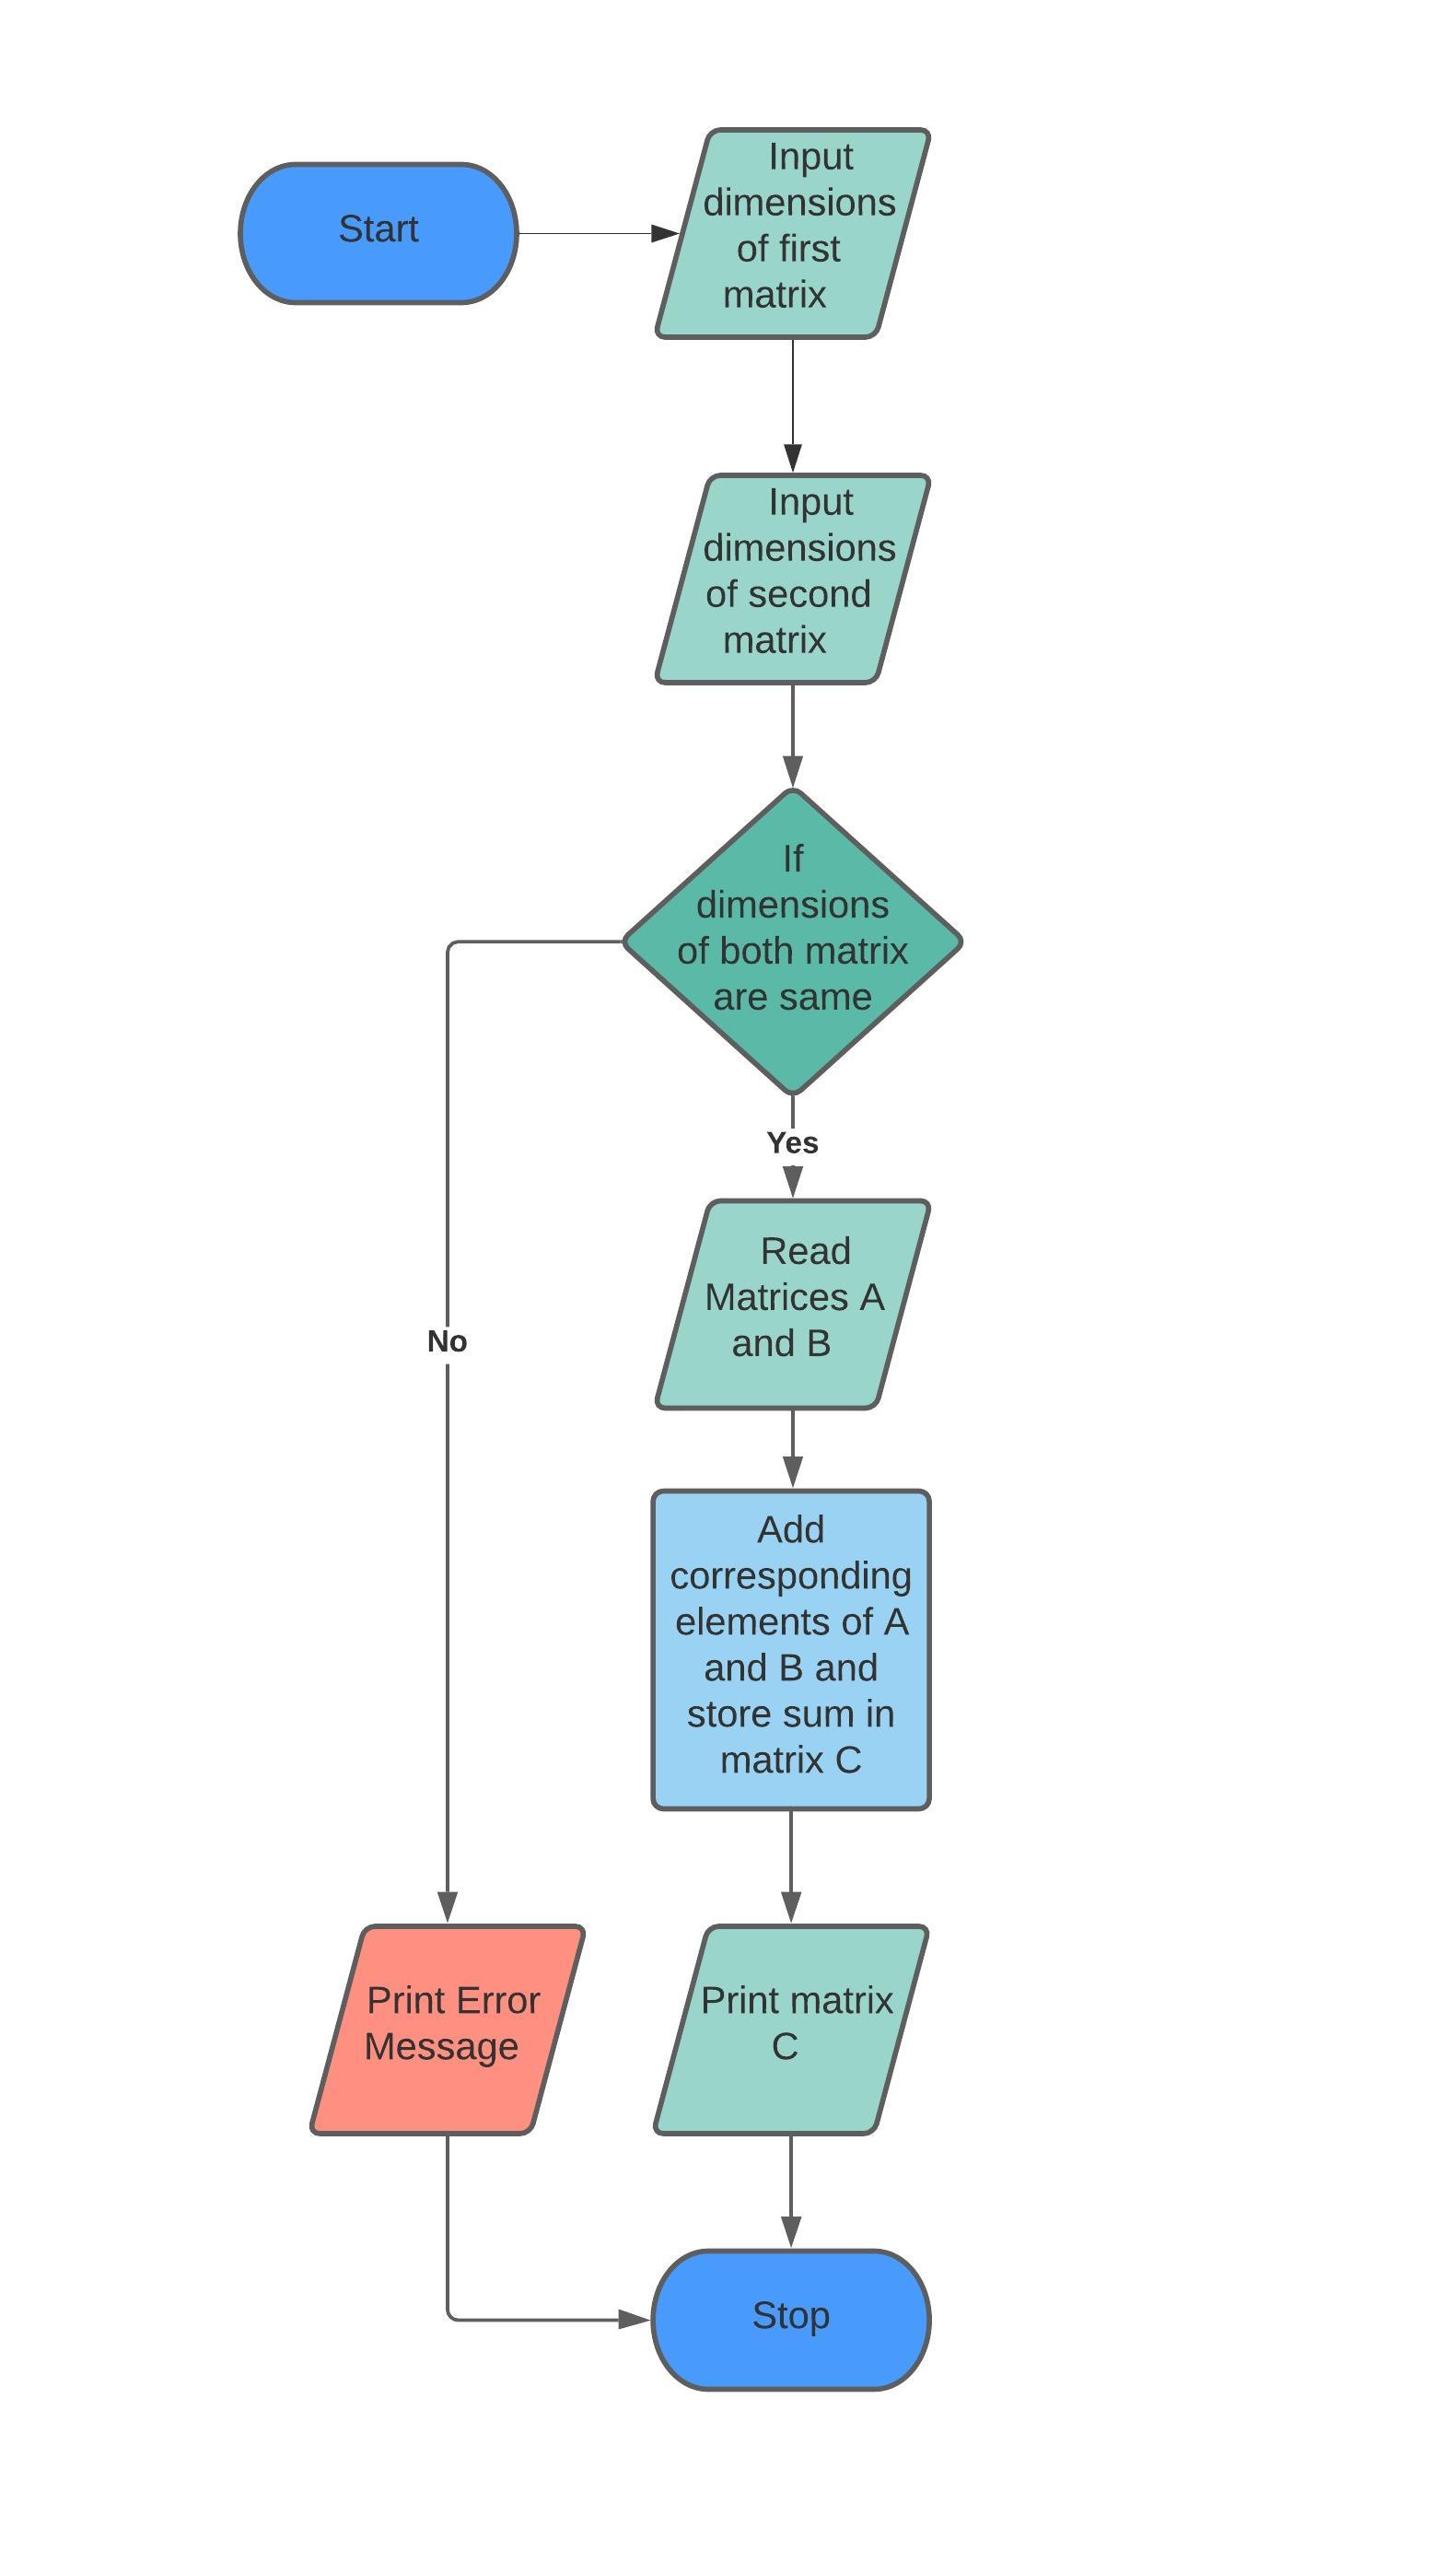 Start
Input
dimensions
of first
matrix
Input
dimensions
of second
matrix
If
dimensions
of both matrix
are same
Yes
No
Read
Matrices A
and B
Add
corresponding
elements of A
and B and
store sum in
matrix C
Print Error
Message
Print matrix
C
Stop